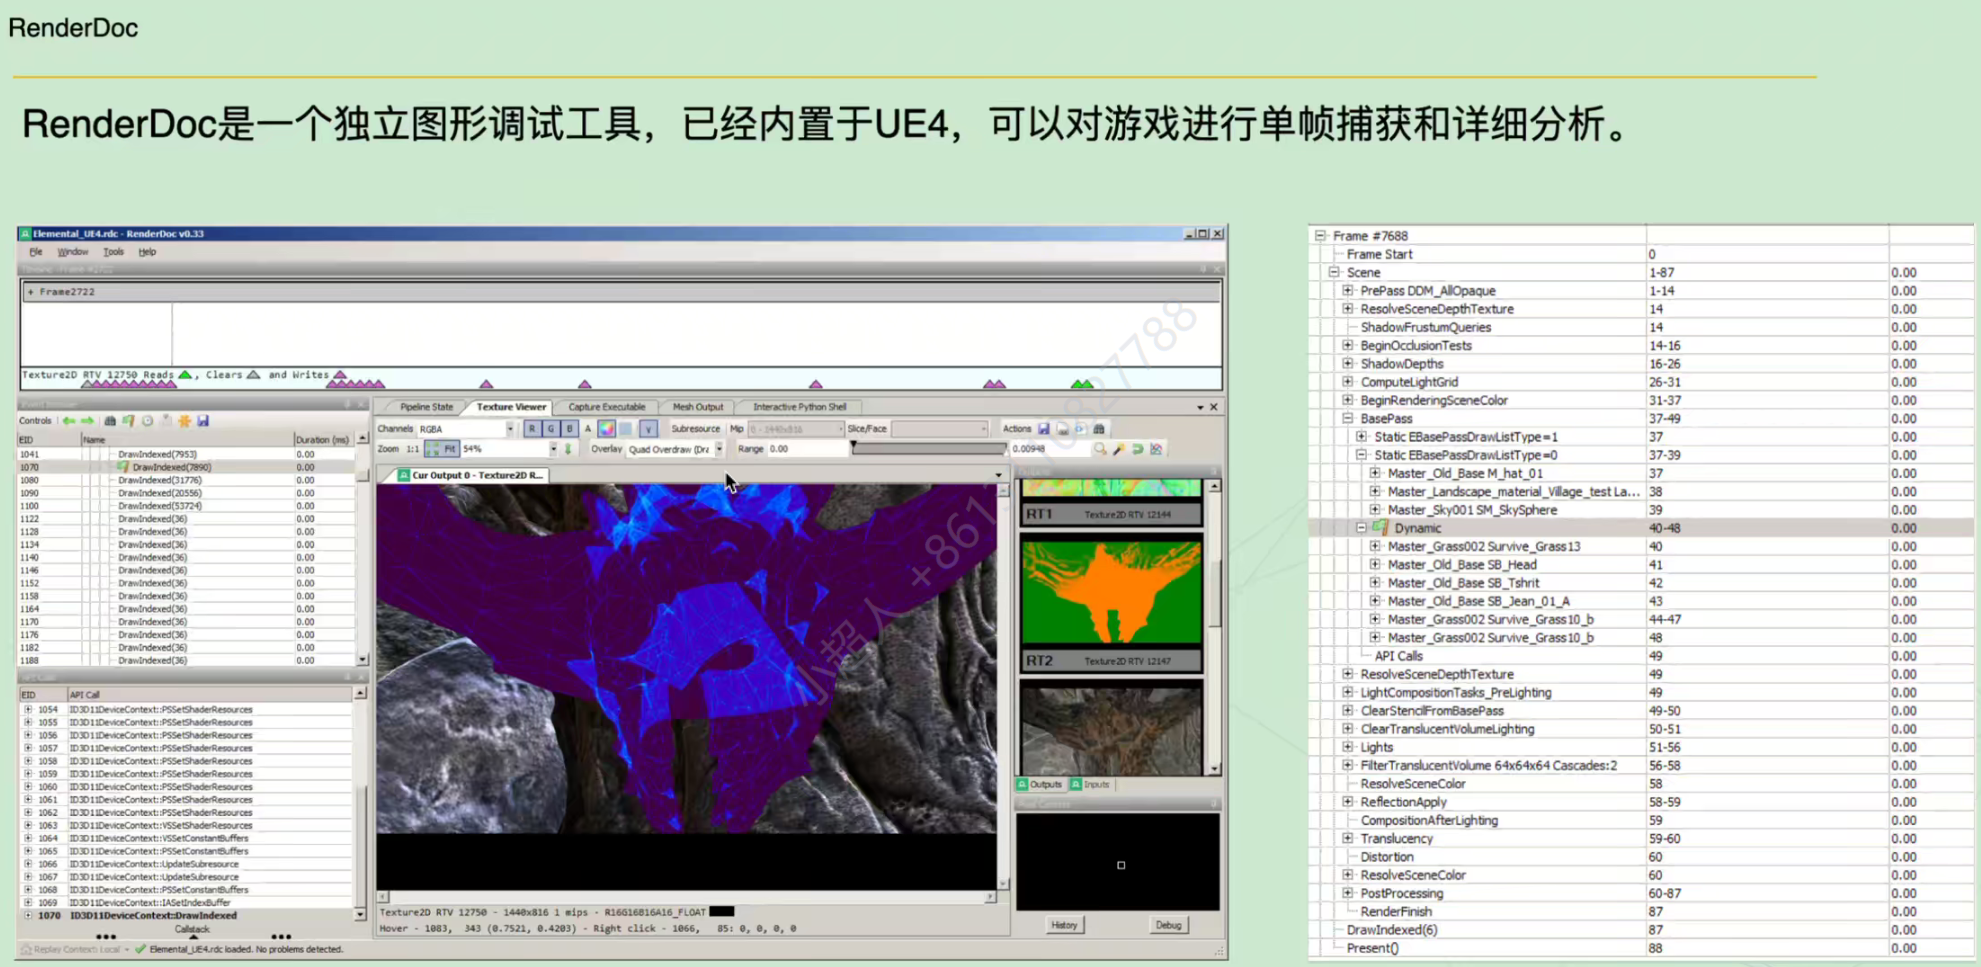 RenderDoc
RenderDoc是一个独立图形调试工具，已经内置于UE4，可以对游戏进行单帧捕获和详细分析。
Elemental_UE4.rdc - RenderDoc v0.33
File Window Tools Help
+ Frame2722
Texture2D RTV 12750 Reads , Clears and Writes
Controls
EID Name Duration (ms)
1041 DrawIndexed(7953) 0.00
1070 DrawIndexed(7890) 0.00
1080 DrawIndexed(31776) 0.00
1090 DrawIndexed(20556) 0.00
1100 DrawIndexed(53724) 0.00
1122 DrawIndexed(36) 0.00
1128 DrawIndexed(36) 0.00
1134 DrawIndexed(36) 0.00
1140 DrawIndexed(36) 0.00
1146 DrawIndexed(36) 0.00
1152 DrawIndexed(36) 0.00
1158 DrawIndexed(36) 0.00
1164 DrawIndexed(36) 0.00
1170 DrawIndexed(36) 0.00
1176 DrawIndexed(36) 0.00
1182 DrawIndexed(36) 0.00
1188 DrawIndexed(36) 0.00
EID API Call
1054 ID3D11DeviceContext::PSSetShaderResources
1055 ID3D11DeviceContext::PSSetShaderResources
1056 ID3D11DeviceContext::PSSetShaderResources
1057 ID3D11DeviceContext::PSSetShaderResources
1058 ID3D11DeviceContext::PSSetShaderResources
1059 ID3D11DeviceContext::PSSetShaderResources
1060 ID3D11DeviceContext::PSSetShaderResources
1061 ID3D11DeviceContext::PSSetShaderResources
1062 ID3D11DeviceContext::PSSetShaderResources
1063 ID3D11DeviceContext::VSSetShaderResources
1064 ID3D11DeviceContext::VSSetConstantBuffers
1065 ID3D11DeviceContext::VSSetConstantBuffers
1066 ID3D11DeviceContext::UpdateSubresource
1067 ID3D11DeviceContext::UpdateSubresource
1068 ID3D11DeviceContext::PSSetConstantBuffers
1069 ID3D11DeviceContext::IASetIndexBuffer
1070 ID3D11DeviceContext::DrawIndexed
Callstack
Replay Context: Local Elemental_UE4.rdc loaded. No problems detected.
Pipeline State Texture Viewer Capture Executable Mesh Output Interactive Python Shell
Channels RGBA R G B A γ Subresource Mip 0 - 1440x816 Slice/Face Actions
Zoom 1:1 Fit 54% Overlay Quad Overdraw (Dra Range 0.00 0.00948
Cur Output 0 - Texture2D R...
RT1 Texture2D RTV 12144
RT2 Texture2D RTV 12147
Outputs Inputs
History Debug
Texture2D RTV 12750 - 1440x816 1 mips - R16G16B16A16_FLOAT
Hover - 1083, 343 (0.7521, 0.4203) - Right click - 1066, 85: 0, 0, 0, 0
Frame #7688
Frame Start 0
Scene 1-87 0.00
PrePass DDM_AllOpaque 1-14 0.00
ResolveSceneDepthTexture 14 0.00
ShadowFrustumQueries 14 0.00
BeginOcclusionTests 14-16 0.00
ShadowDepths 16-26 0.00
ComputeLightGrid 26-31 0.00
BeginRenderingSceneColor 31-37 0.00
BasePass 37-49 0.00
Static EBasePassDrawListType=1 37 0.00
Static EBasePassDrawListType=0 37-39 0.00
Master_Old_Base M_hat_01 37 0.00
Master_Landscape_material_Village_test La... 38 0.00
Master_Sky001 SM_SkySphere 39 0.00
Dynamic 40-48 0.00
Master_Grass002 Survive_Grass13 40 0.00
Master_Old_Base SB_Head 41 0.00
Master_Old_Base SB_Tshrit 42 0.00
Master_Old_Base SB_Jean_01_A 43 0.00
Master_Grass002 Survive_Grass10_b 44-47 0.00
Master_Grass002 Survive_Grass10_b 48 0.00
API Calls 49 0.00
ResolveSceneDepthTexture 49 0.00
LightCompositionTasks_PreLighting 49 0.00
ClearStencilFromBasePass 49-50 0.00
ClearTranslucentVolumeLighting 50-51 0.00
Lights 51-56 0.00
FilterTranslucentVolume 64x64x64 Cascades:2 56-58 0.00
ResolveSceneColor 58 0.00
ReflectionApply 58-59 0.00
CompositionAfterLighting 59 0.00
Translucency 59-60 0.00
Distortion 60 0.00
ResolveSceneColor 60 0.00
PostProcessing 60-87 0.00
RenderFinish 87 0.00
DrawIndexed(6) 87 0.00
Present() 88 0.00